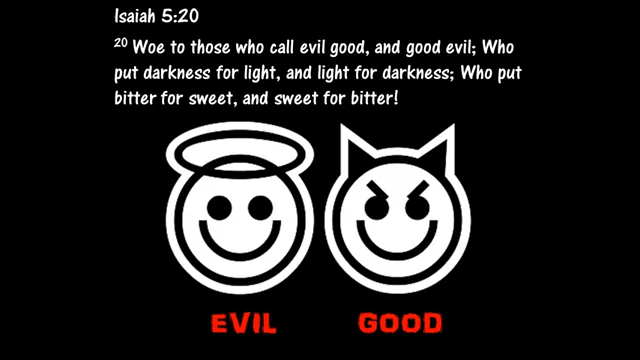 Isaiah 5:20
20 Woe to those who call evil good, and good evil; Who
put darkness for light, and light for darkness; Who put
bitter for sweet, and sweet for bitter!
EVIL GOOD